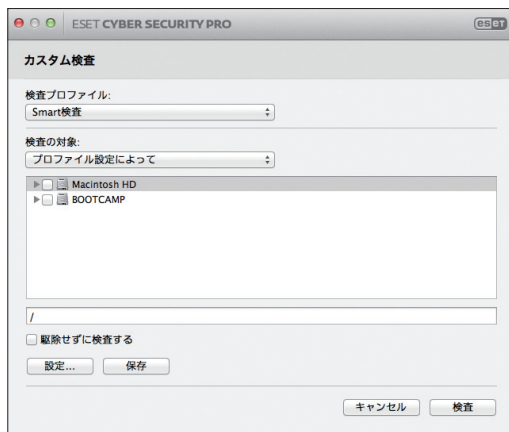 ESET CYBER SECURITY PRO
eset
カスタム検査
検査プロファイル:
Smart検査
検査の対象:
プロファイル設定によって
Macintosh HD
BOOTCAMP
/
駆除せずに検査する
設定... 保存
キャンセル 検査